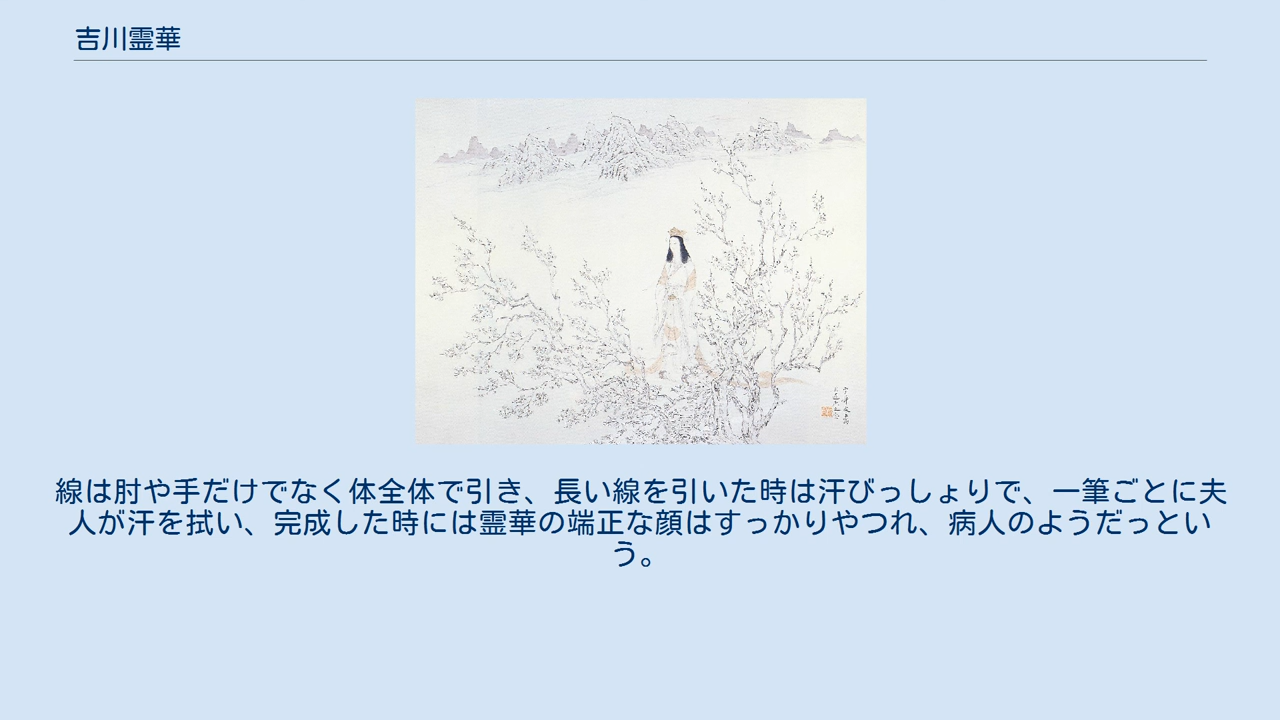 吉川霊華
線は肘や手だけでなく体全体で引き、長い線を引いた時は汗びっしょりで、一筆ごとに夫
人が汗を拭い、完成した時には霊華の端正な顔はすっかりやつれ、病人のようだっとい
う。